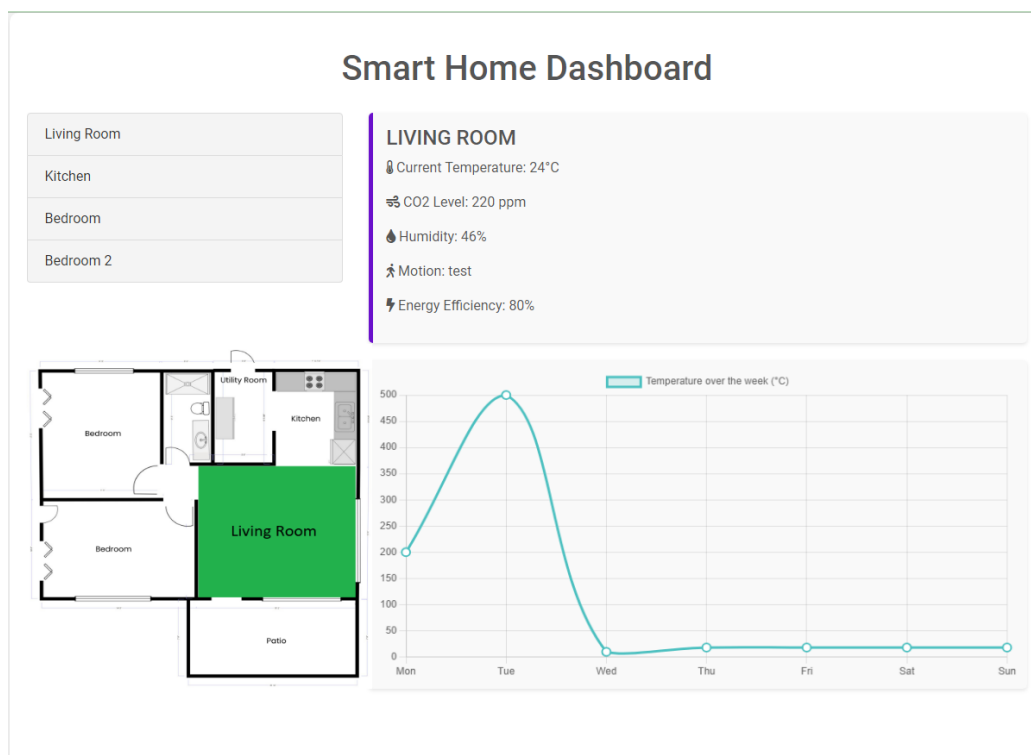 Smart Home Dashboard
Living Room
Kitchen
Bedroom
Bedroom 2
LIVING ROOM
Current Temperature: 24°C
CO2 Level: 220 ppm
Humidity: 46%
Motion: test
Energy Efficiency: 80%
Utility Room
Kitchen
Bedroom
Living Room
Bedroom
Patio
Temperature over the week (°C)
500
450
400
350
300
250
200
150
100
50
0
Mon Tue Wed Thu Fri Sat Sun